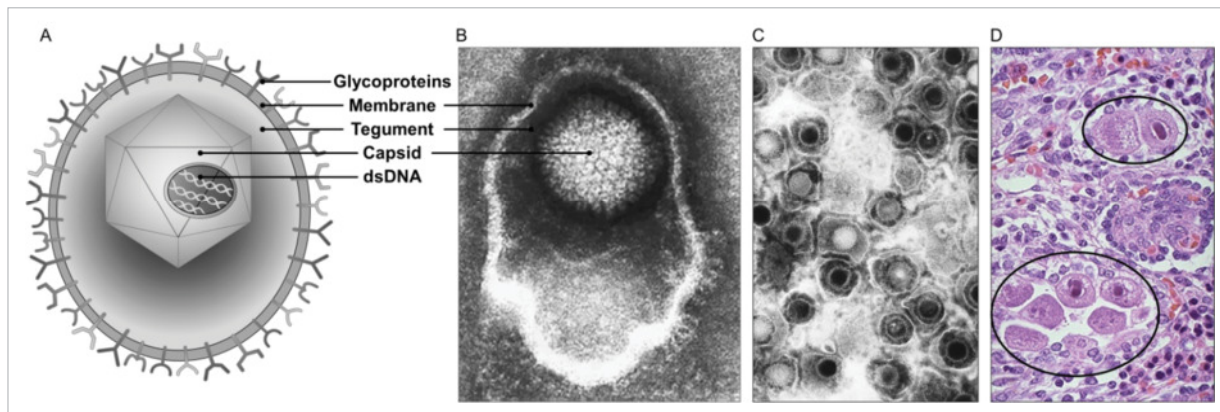 A
B
C
D
Glycoproteins
Membrane
Tegument
Capsid
dsDNA